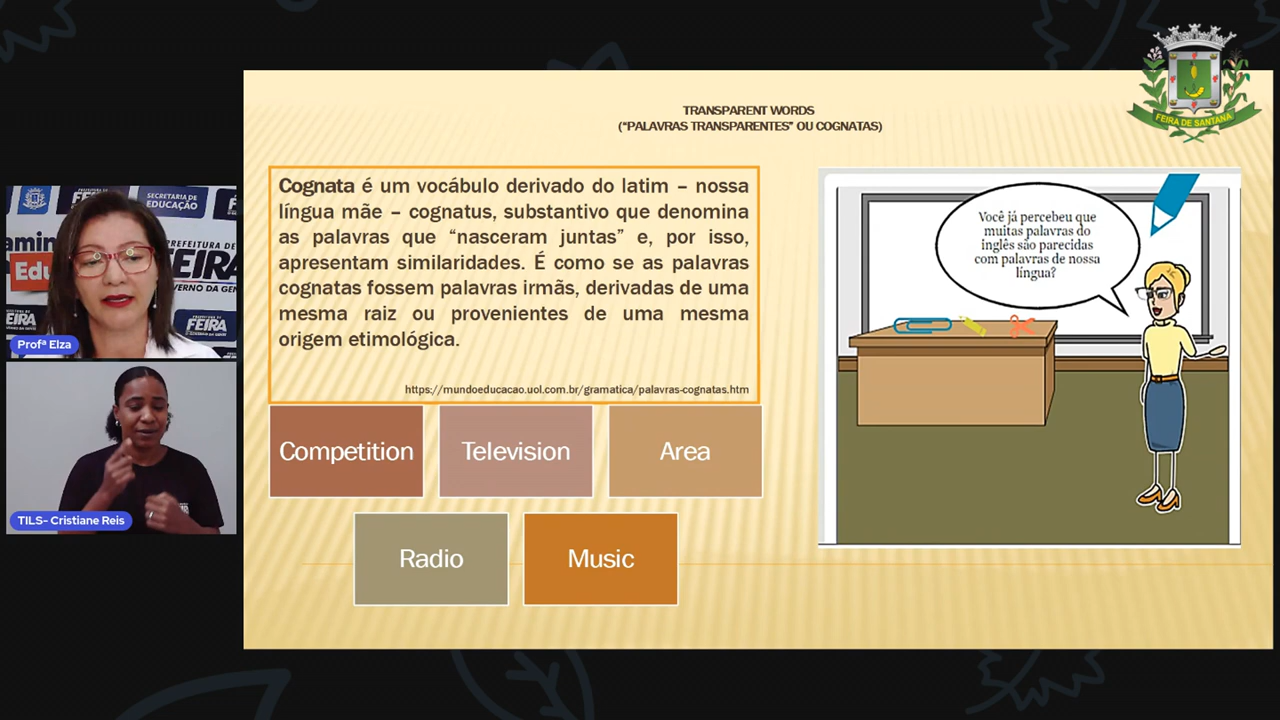 TRANSPARENT WORDS
(“PALAVRAS TRANSPARENTES” OU COGNATAS)
FEIRA DE SANTANA
Cognata é um vocábulo derivado do latim – nossa
língua mãe – cognatus, substantivo que denomina
as palavras que “nasceram juntas” e, por isso,
apresentam similaridades. É como se as palavras
cognatas fossem palavras irmãs, derivadas de uma
mesma raiz ou provenientes de uma mesma
origem etimológica.
https://mundoeducacao.uol.com.br/gramatica/palavras-cognatas.htm
Competition
Television
Area
Radio
Music
Você já percebeu que
muitas palavras do
inglês são parecidas
com palavras de nossa
língua?
SECRETARIA DE
EDUCAÇÃO
PREFEITURA DE
FEIRA
Profª Elza
TILS- Cristiane Reis